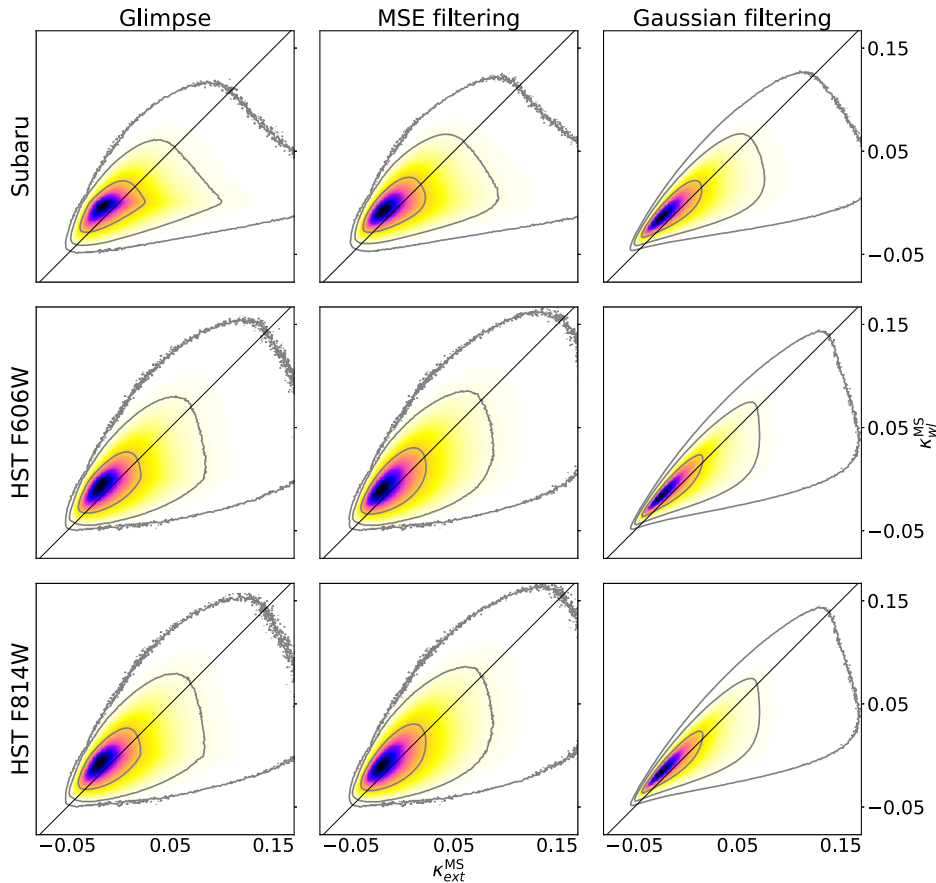 Glimpse MSE filtering Gaussian filtering
Subaru
0.15
0.05
−0.05
HST F606W
0.15
0.05
−0.05
κ_{wl}^{MS}
HST F814W
0.15
0.05
−0.05
−0.05 0.05 0.15 −0.05 0.05 0.15 −0.05 0.05 0.15
κ_{ext}^{MS}